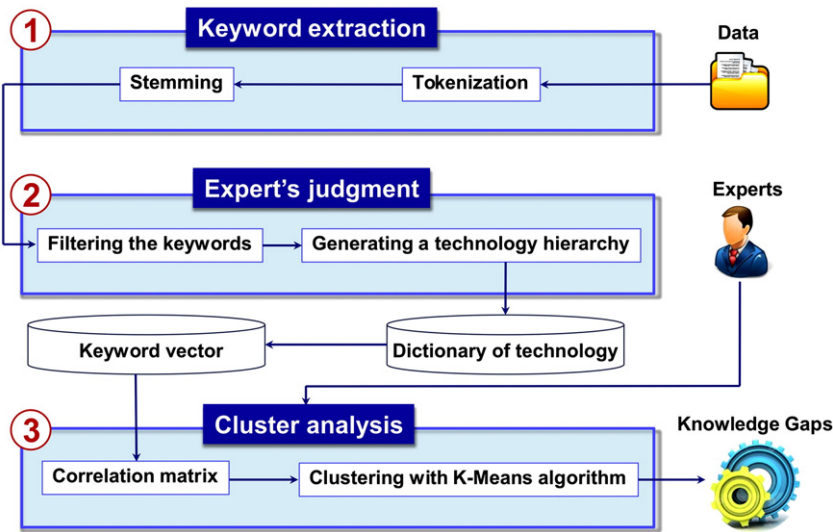 1
Keyword extraction
Data
Stemming
Tokenization
2
Expert's judgment
Experts
Filtering the keywords
Generating a technology hierarchy
Keyword vector
Dictionary of technology
3
Cluster analysis
Knowledge Gaps
Correlation matrix
Clustering with K-Means algorithm